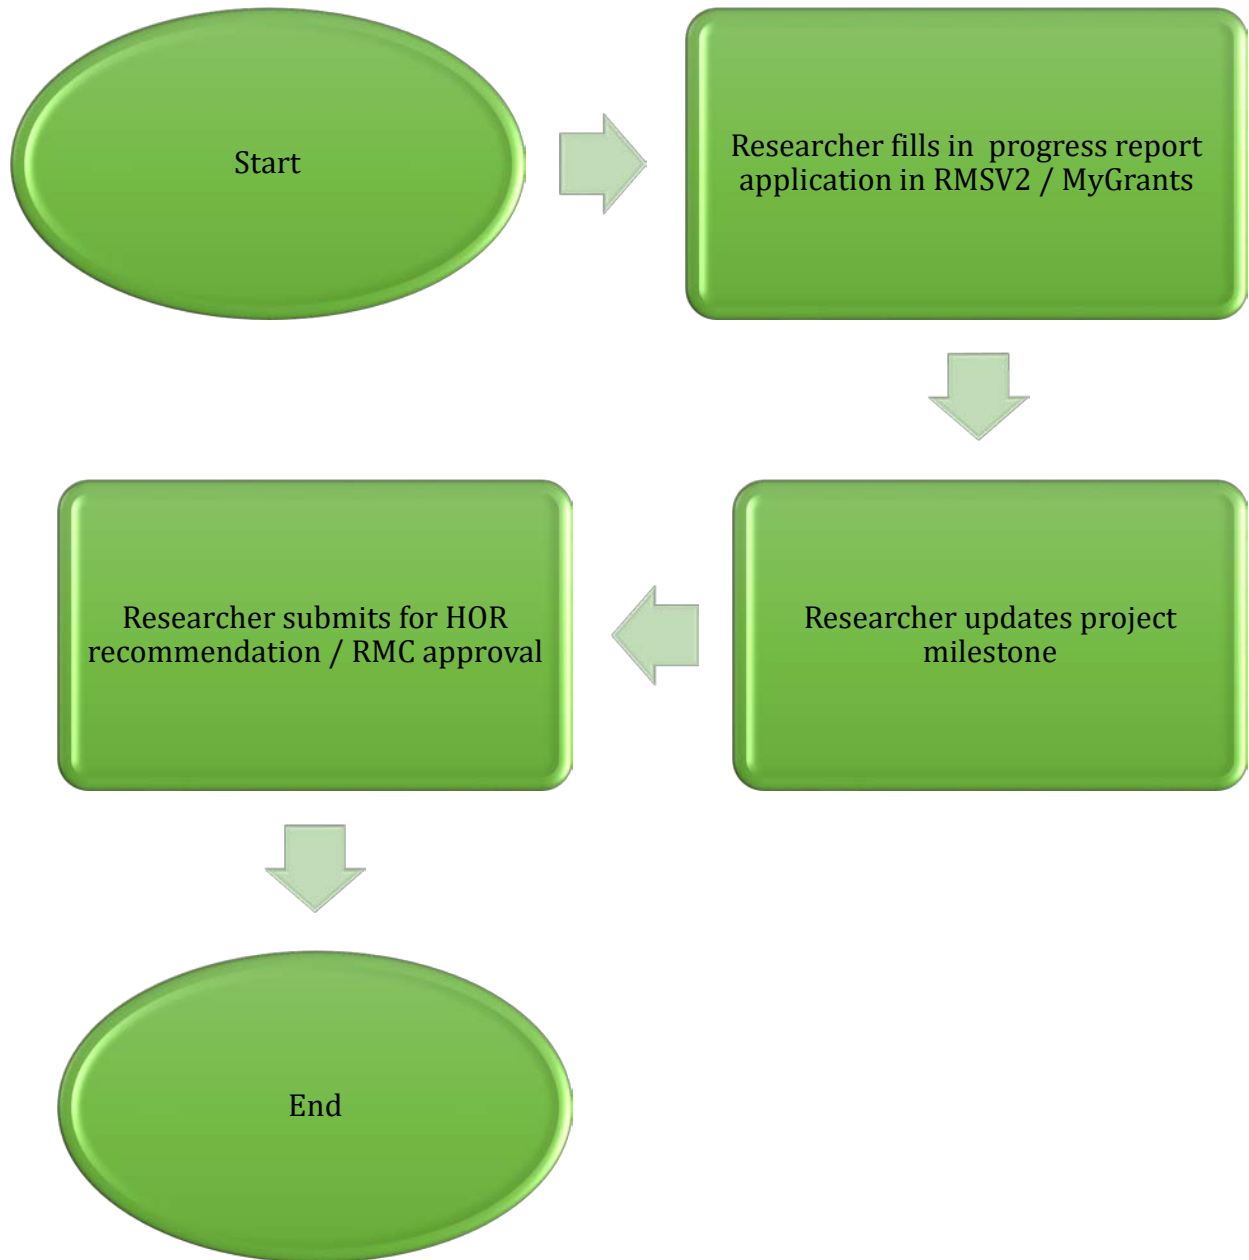 Start
Researcher fills in  progress report
application in RMSV2 / MyGrants
Researcher updates project
milestone
Researcher submits for HOR
recommendation / RMC approval
End